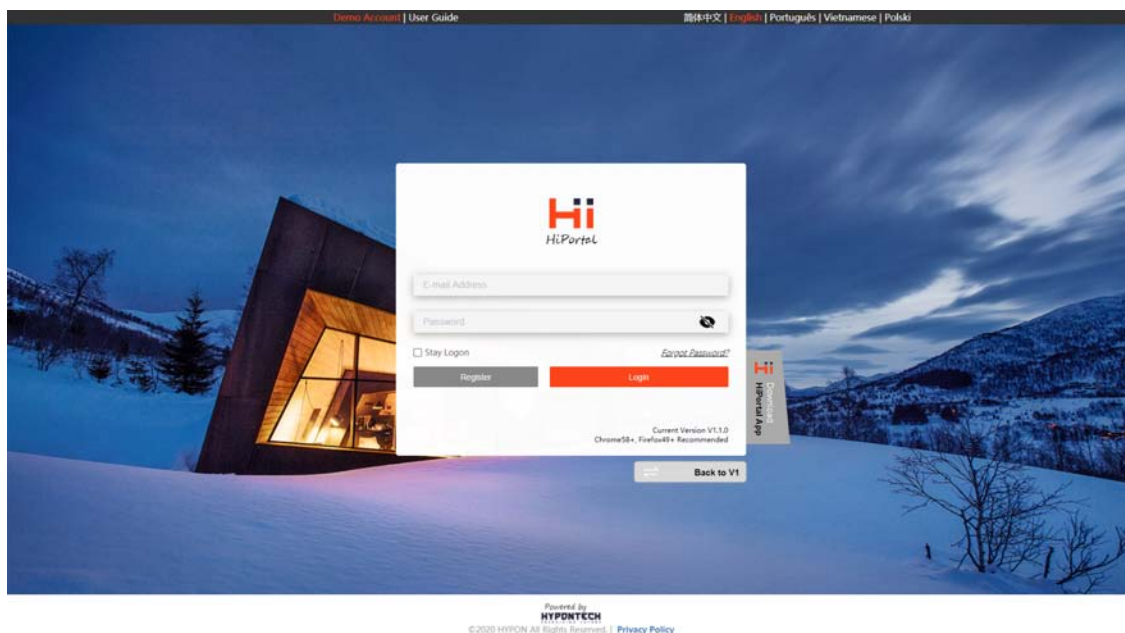 Demo Account | User Guide
简体中文 | English | Português | Vietnamese | Polski
Hi
HiPortal
E-mail Address
Password
Stay Logon
Forgot Password?
Register
Login
Current Version V1.1.0
Chrome58+, Firefox49+ Recommended
Hi
Download
HiPortal App
Back to V1
Powered by
HYPONTECH
©2020 HYPON All Rights Reserved. | Privacy Policy